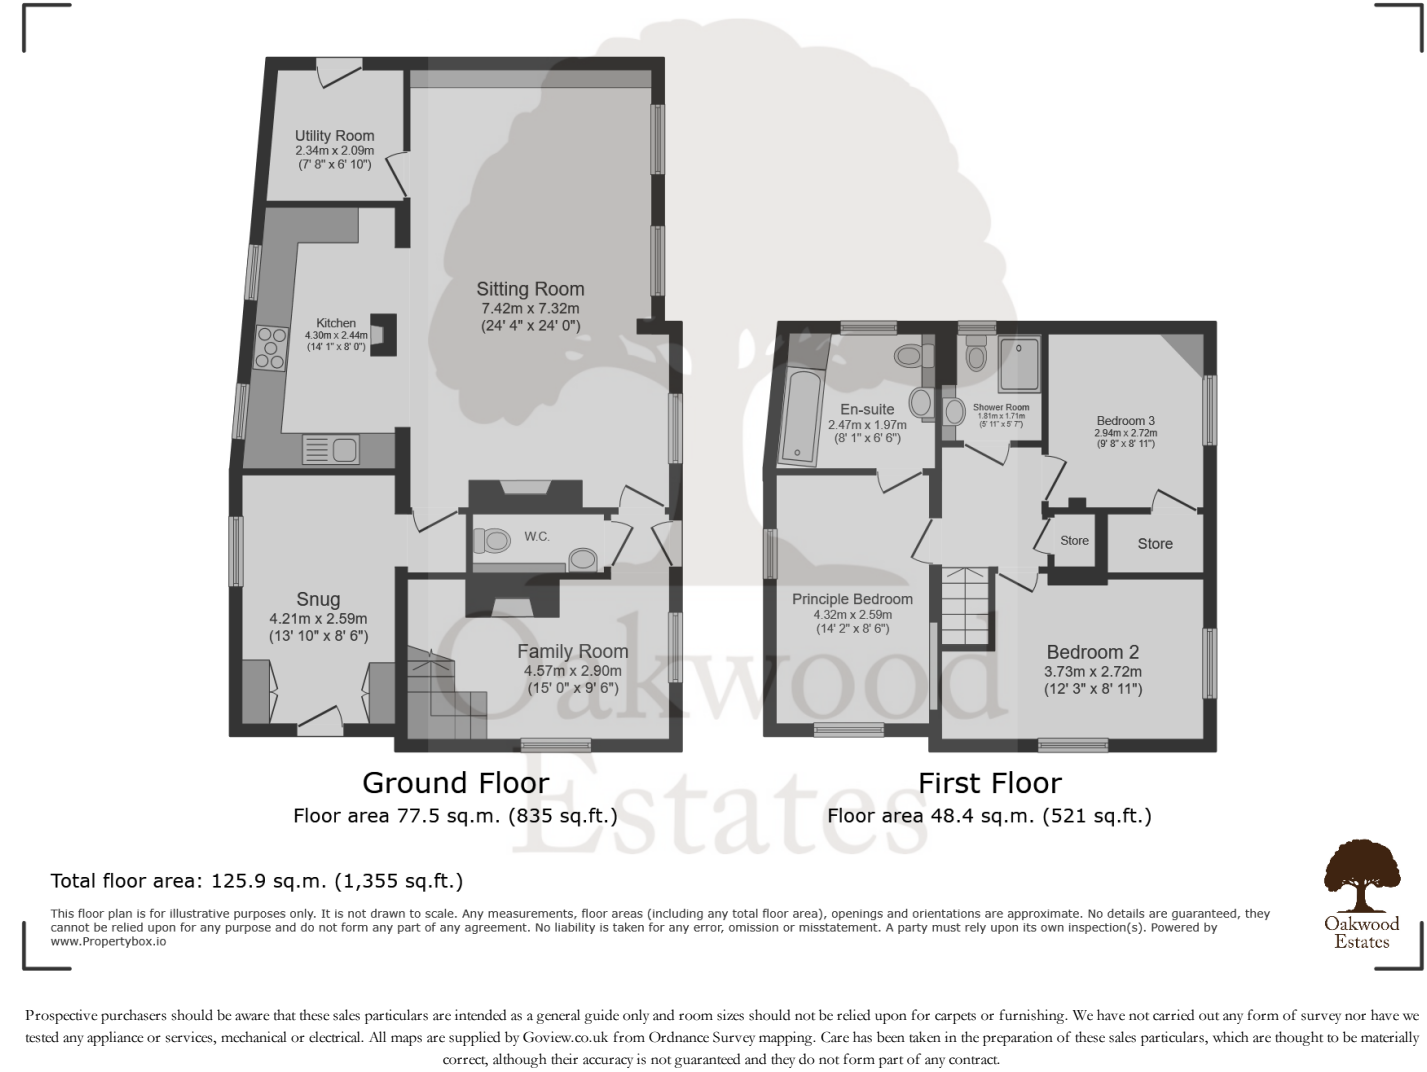 Utility Room
2.34m x 2.09m
(7' 8" x 6' 10")
Kitchen
4.30m x 2.44m
(14' 1" x 8' 0")
Sitting Room
7.42m x 7.32m
(24' 4" x 24' 0")
W.C.
Snug
4.21m x 2.59m
(13' 10" x 8' 6")
Family Room
4.57m x 2.90m
(15' 0" x 9' 6")
En-suite
2.47m x 1.97m
(8' 1" x 6' 6")
Shower Room
1.81m x 1.71m
(5' 11" x 5' 7")
Bedroom 3
2.94m x 2.72m
(9' 8" x 8' 11")
Store
Store
Principle Bedroom
4.32m x 2.59m
(14' 2" x 8' 6")
Bedroom 2
3.73m x 2.72m
(12' 3" x 8' 11")
Oakwood
Estates
Ground Floor
Floor area 77.5 sq.m. (835 sq.ft.)
First Floor
Floor area 48.4 sq.m. (521 sq.ft.)
Total floor area: 125.9 sq.m. (1,355 sq.ft.)
This floor plan is for illustrative purposes only. It is not drawn to scale. Any measurements, floor areas (including any total floor area), openings and orientations are approximate. No details are guaranteed, they
cannot be relied upon for any purpose and do not form any part of any agreement. No liability is taken for any error, omission or misstatement. A party must rely upon its own inspection(s). Powered by
www.Propertybox.io
Oakwood
Estates
Prospective purchasers should be aware that these sales particulars are intended as a general guide only and room sizes should not be relied upon for carpets or furnishing. We have not carried out any form of survey nor have we
tested any appliance or services, mechanical or electrical. All maps are supplied by Goview.co.uk from Ordnance Survey mapping. Care has been taken in the preparation of these sales particulars, which are thought to be materially
correct, although their accuracy is not guaranteed and they do not form part of any contract.